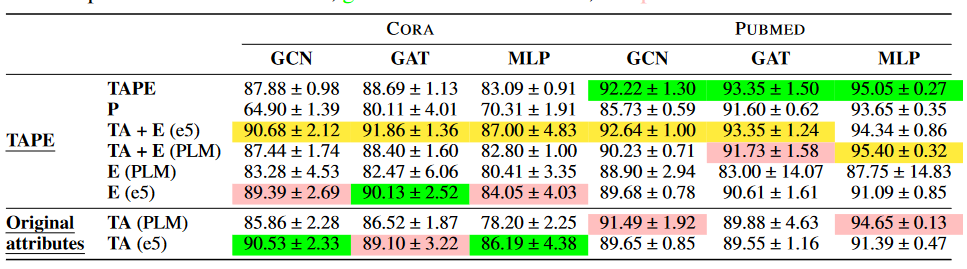 CORA PUBMED
GCN GAT MLP GCN GAT MLP
TAPE 87.88 ± 0.98 88.69 ± 1.13 83.09 ± 0.91 92.22 ± 1.30 93.35 ± 1.50 95.05 ± 0.27
P 64.90 ± 1.39 80.11 ± 4.01 70.31 ± 1.91 85.73 ± 0.59 91.60 ± 0.62 93.65 ± 0.35
TA + E (e5) 90.68 ± 2.12 91.86 ± 1.36 87.00 ± 4.83 92.64 ± 1.00 93.35 ± 1.24 94.34 ± 0.86
TAPE TA + E (PLM) 87.44 ± 1.74 88.40 ± 1.60 82.80 ± 1.00 90.23 ± 0.71 91.73 ± 1.58 95.40 ± 0.32
E (PLM) 83.28 ± 4.53 82.47 ± 6.06 80.41 ± 3.35 88.90 ± 2.94 83.00 ± 14.07 87.75 ± 14.83
E (e5) 89.39 ± 2.69 90.13 ± 2.52 84.05 ± 4.03 89.68 ± 0.78 90.61 ± 1.61 91.09 ± 0.85
Original TA (PLM) 85.86 ± 2.28 86.52 ± 1.87 78.20 ± 2.25 91.49 ± 1.92 89.88 ± 4.63 94.65 ± 0.13
attributes TA (e5) 90.53 ± 2.33 89.10 ± 3.22 86.19 ± 4.38 89.65 ± 0.85 89.55 ± 1.16 91.39 ± 0.47